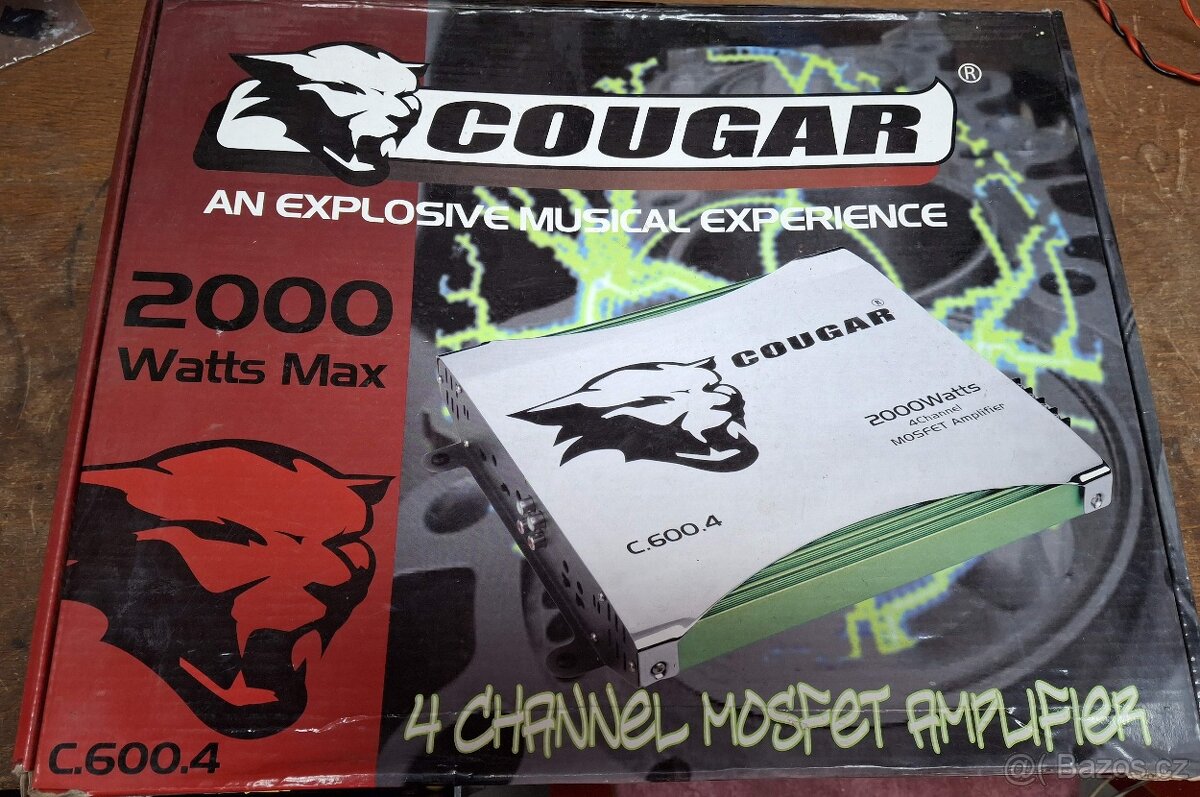 COUGAR ®
AN EXPLOSIVE MUSICAL EXPERIENCE
2000
Watts Max
COUGAR ®
2000Watts
4Channel
MOSFET Amplifier
C.600.4
4 CHANNEL MOSFET AMPLIFIER
C.600.4
Bazos.cz